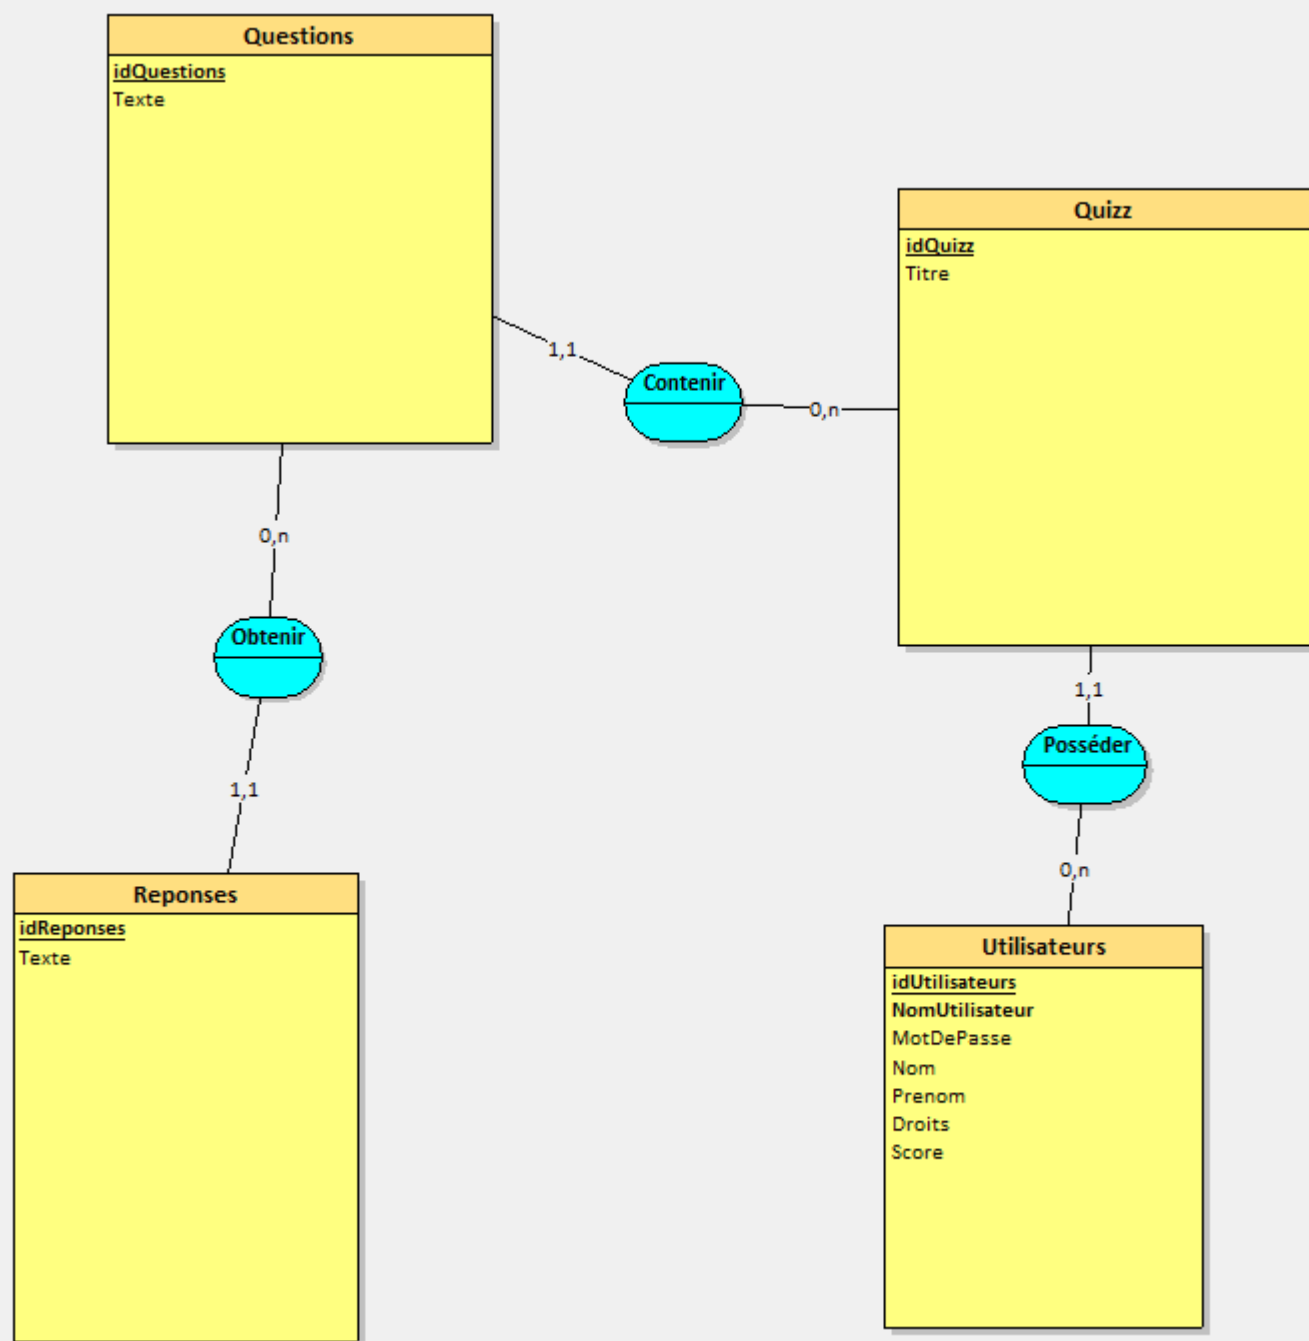 Questions
idQuestions
Texte
Quizz
idQuizz
Titre
1,1
Contenir
0,n
0,n
Obtenir
1,1
1,1
Posséder
0,n
Reponses
idReponses
Texte
Utilisateurs
idUtilisateurs
NomUtilisateur
MotDePasse
Nom
Prenom
Droits
Score